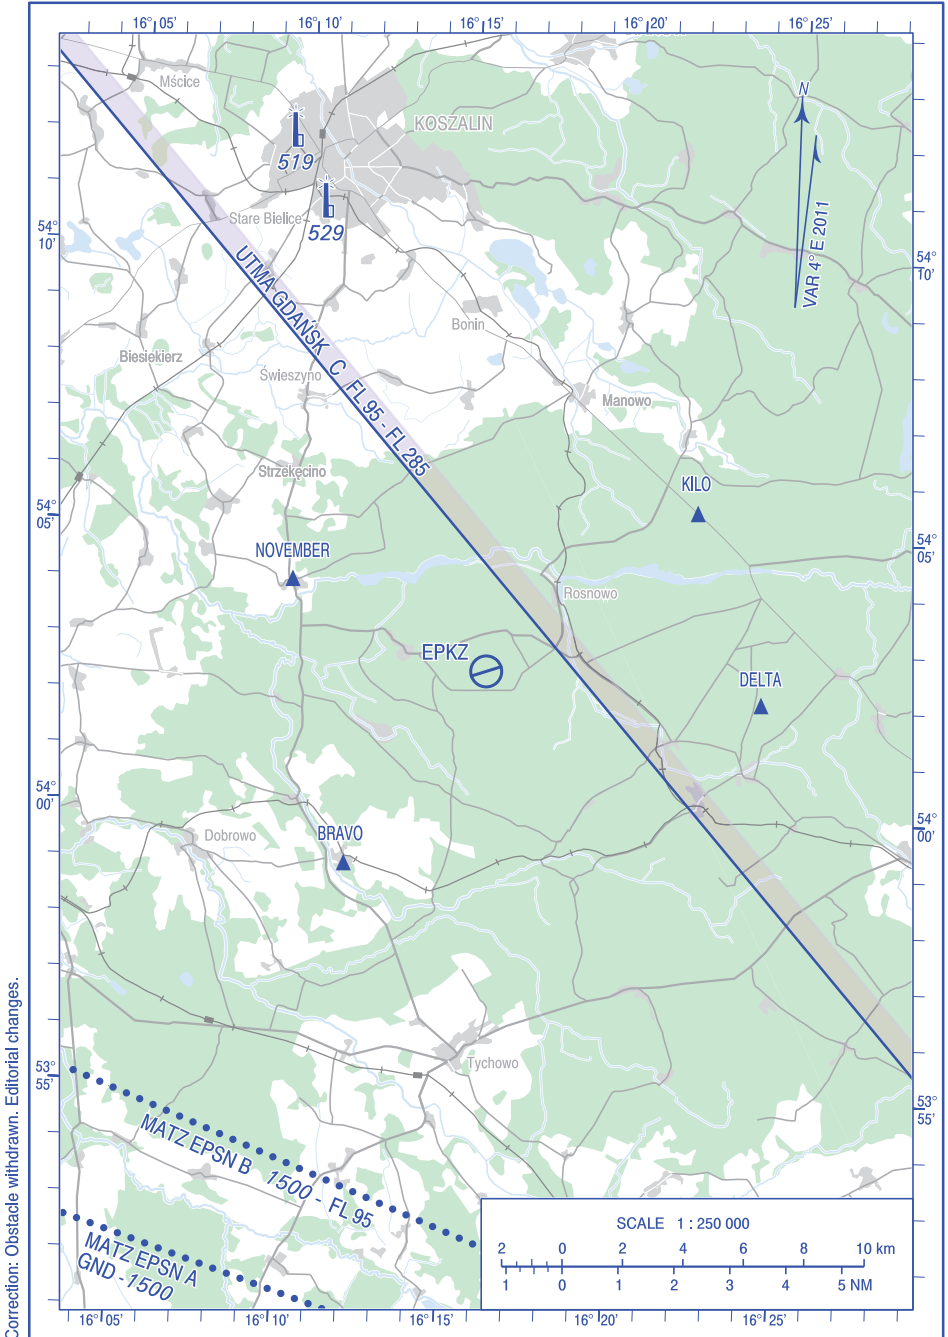 16° 05' 16° 10' 16° 15' 16° 20' 16° 25'
Mścice
KOSZALIN
N
519
Stare Bielice
529
VAR 4° E 2011
54°
10'
54°
10'
UTMA GDAŃSK C FL 95 - FL 285
Bonin
Biesiekierz
Świeszyno
Manowo
Strzekęcino
KILO
54°
05'
54°
05'
NOVEMBER
Rosnowo
EPKZ
DELTA
54°
00'
54°
00'
Dobrowo
BRAVO
Tychowo
53°
55'
53°
55'
MATZ EPSN B 1500 - FL 95
MATZ EPSN A
GND -1500
SCALE 1 : 250 000
2 0 2 4 6 8 10 km
1 0 1 2 3 4 5 NM
16° 05' 16° 10' 16° 15' 16° 20' 16° 25'
Correction: Obstacle withdrawn. Editorial changes.